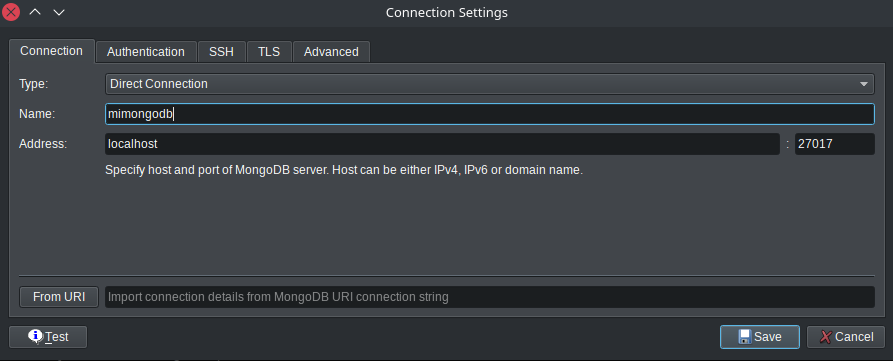 Connection Settings
Connection Authentication SSH TLS Advanced
Type: Direct Connection
Name: mimongodb
Address: localhost : 27017
Specify host and port of MongoDB server. Host can be either IPv4, IPv6 or domain name.
From URI Import connection details from MongoDB URI connection string
Test Save Cancel